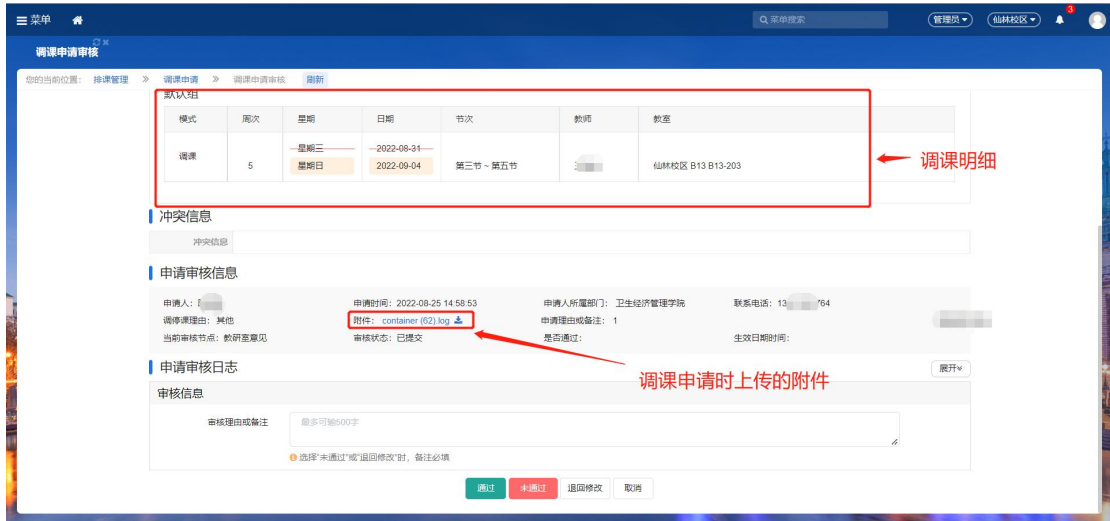 菜单
菜单搜索
管理员
仙林校区
3
调课申请审核
您的当前位置: 排课管理 调课申请 调课申请审核 刷新
默认组
模式 周次 星期 日期 节次 教师 教室
星期三 2022-08-31
调课 5 星期日 2022-09-04 第三节 ~ 第五节 仙林校区 B13 B13-203
调课明细
冲突信息
冲突信息
申请审核信息
申请人: 申请时间: 2022-08-25 14:58:53 申请人所属部门: 卫生经济管理学院 联系电话: 13 764
调停课理由: 其他 附件: container (62).log 申请理由或备注: 1
当前审核节点: 教研室意见 审核状态: 已提交 是否通过: 生效日期时间:
申请审核日志 展开
调课申请时上传的附件
审核信息
审核理由或备注 最多可输500字
选择"未通过"或"退回修改"时, 备注必填
通过 未通过 退回修改 取消